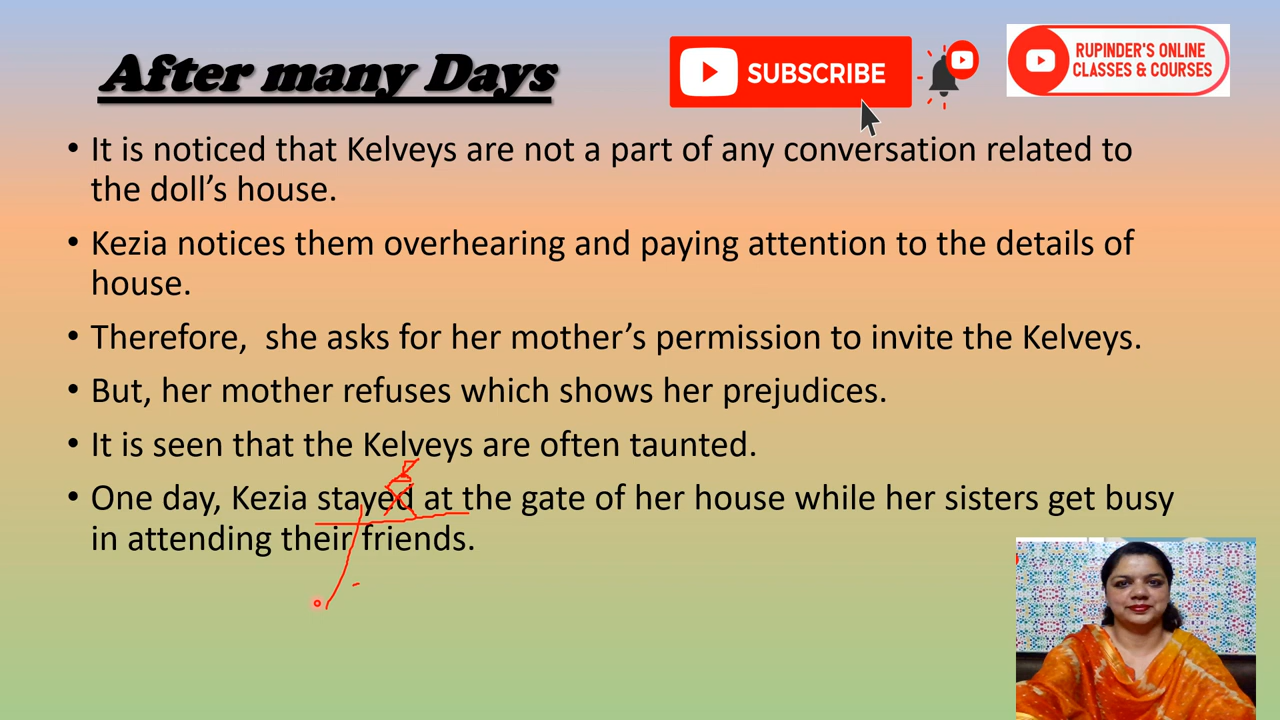 After many Days
SUBSCRIBE
RUPINDER'S ONLINE
CLASSES & COURSES
• It is noticed that Kelveys are not a part of any conversation related to
the doll's house.
• Kezia notices them overhearing and paying attention to the details of
house.
• Therefore,  she asks for her mother's permission to invite the Kelveys.
• But, her mother refuses which shows her prejudices.
• It is seen that the Kelveys are often taunted.
• One day, Kezia stayed at the gate of her house while her sisters get busy
in attending their friends.